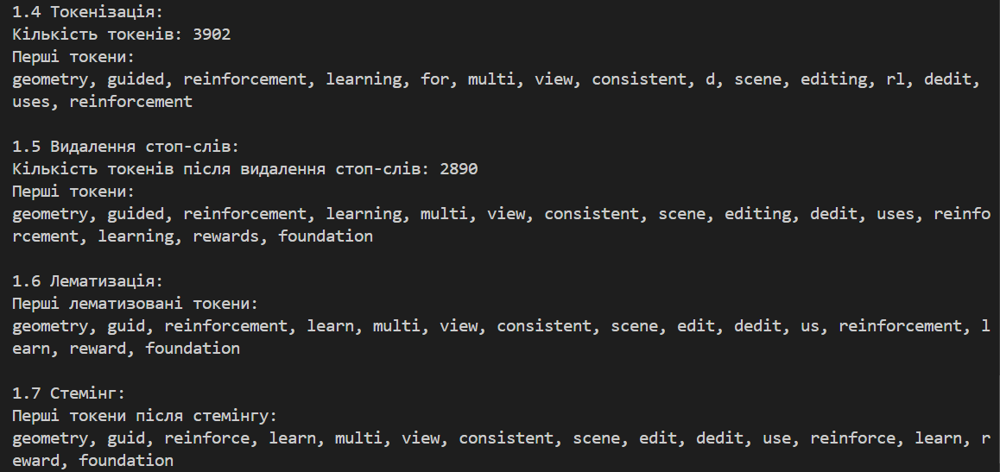 1.4 Токенізація:
Кількість токенів: 3902
Перші токени:
geometry, guided, reinforcement, learning, for, multi, view, consistent, d, scene, editing, rl, dedit,
uses, reinforcement
1.5 Видалення стоп-слів:
Кількість токенів після видалення стоп-слів: 2890
Перші токени:
geometry, guided, reinforcement, learning, multi, view, consistent, scene, editing, dedit, uses, reinfo
rcement, learning, rewards, foundation
1.6 Лематизація:
Перші лематизовані токени:
geometry, guid, reinforcement, learn, multi, view, consistent, scene, edit, dedit, us, reinforcement, l
earn, reward, foundation
1.7 Стемінг:
Перші токени після стемінгу:
geometry, guid, reinforce, learn, multi, view, consistent, scene, edit, dedit, use, reinforce, learn, r
eward, foundation